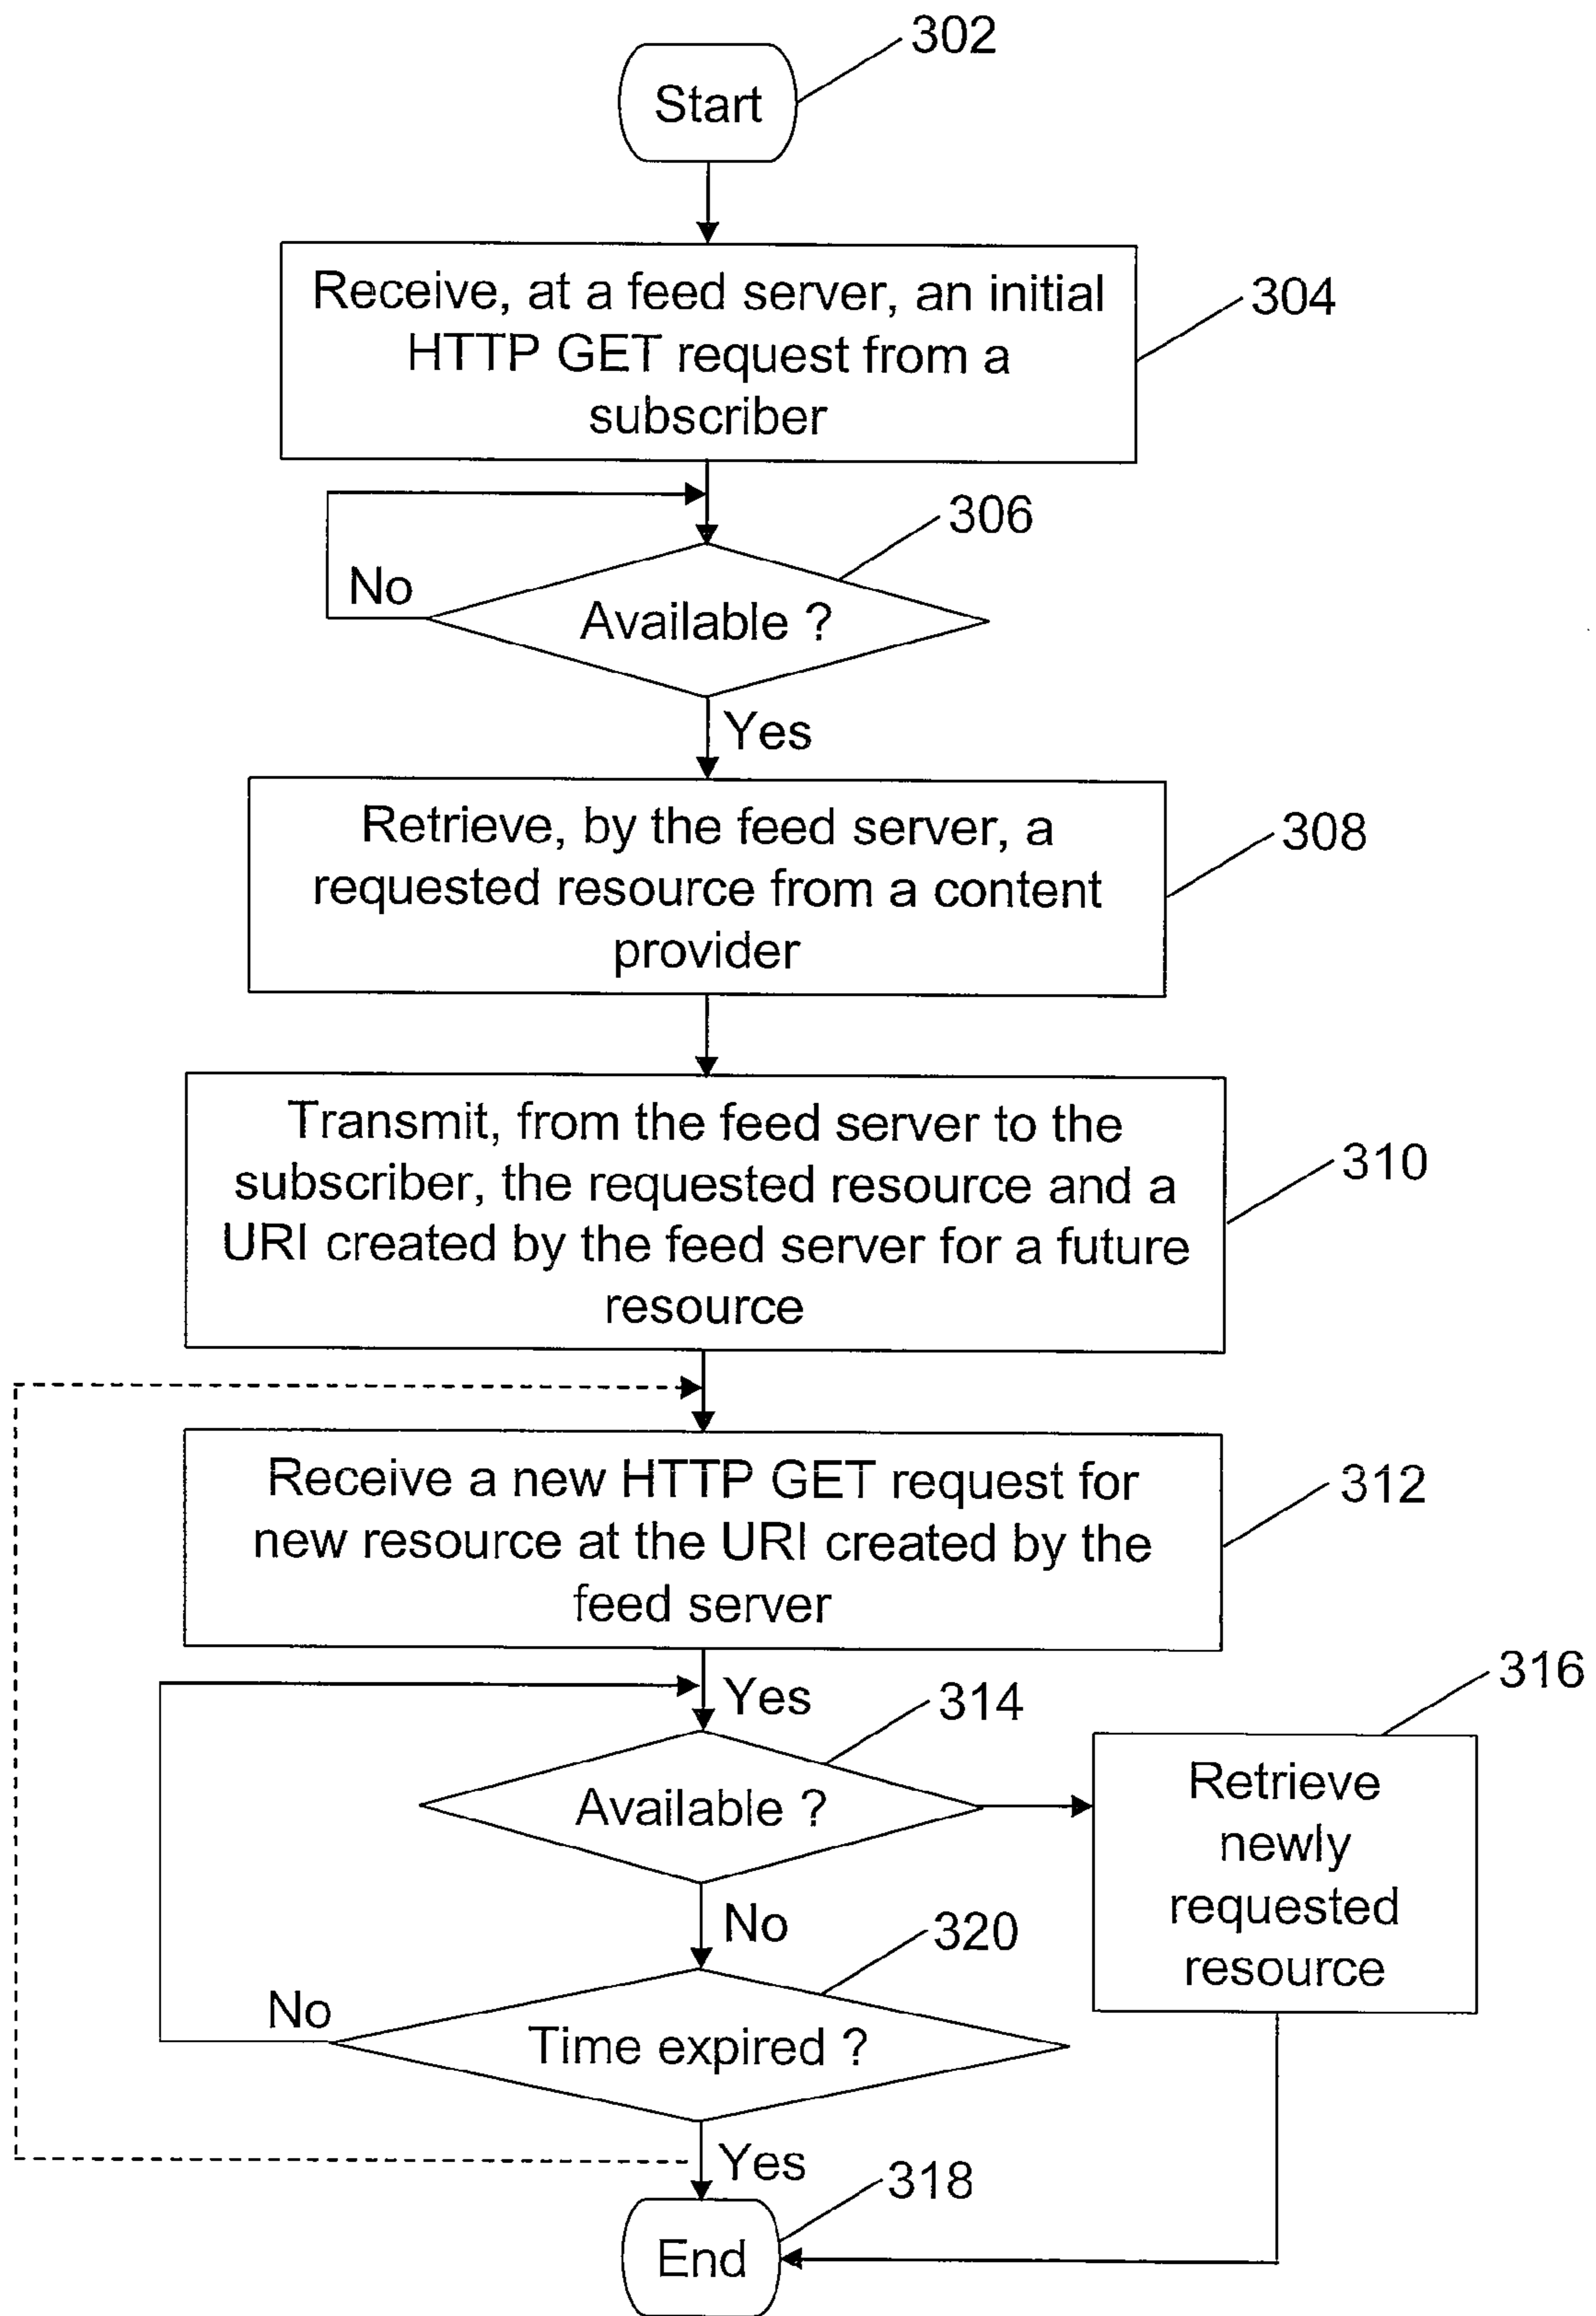 302
Start
Receive, at a feed server, an initial
HTTP GET request from a
subscriber
304
306
No
Available ?
Yes
Retrieve, by the feed server, a
requested resource from a content
provider
308
Transmit, from the feed server to the
subscriber, the requested resource and a
URI created by the feed server for a future
resource
310
Receive a new HTTP GET request for
new resource at the URI created by the
feed server
312
Yes
314
316
Available ?
Retrieve
newly
requested
resource
No
320
No
Time expired ?
Yes
318
End